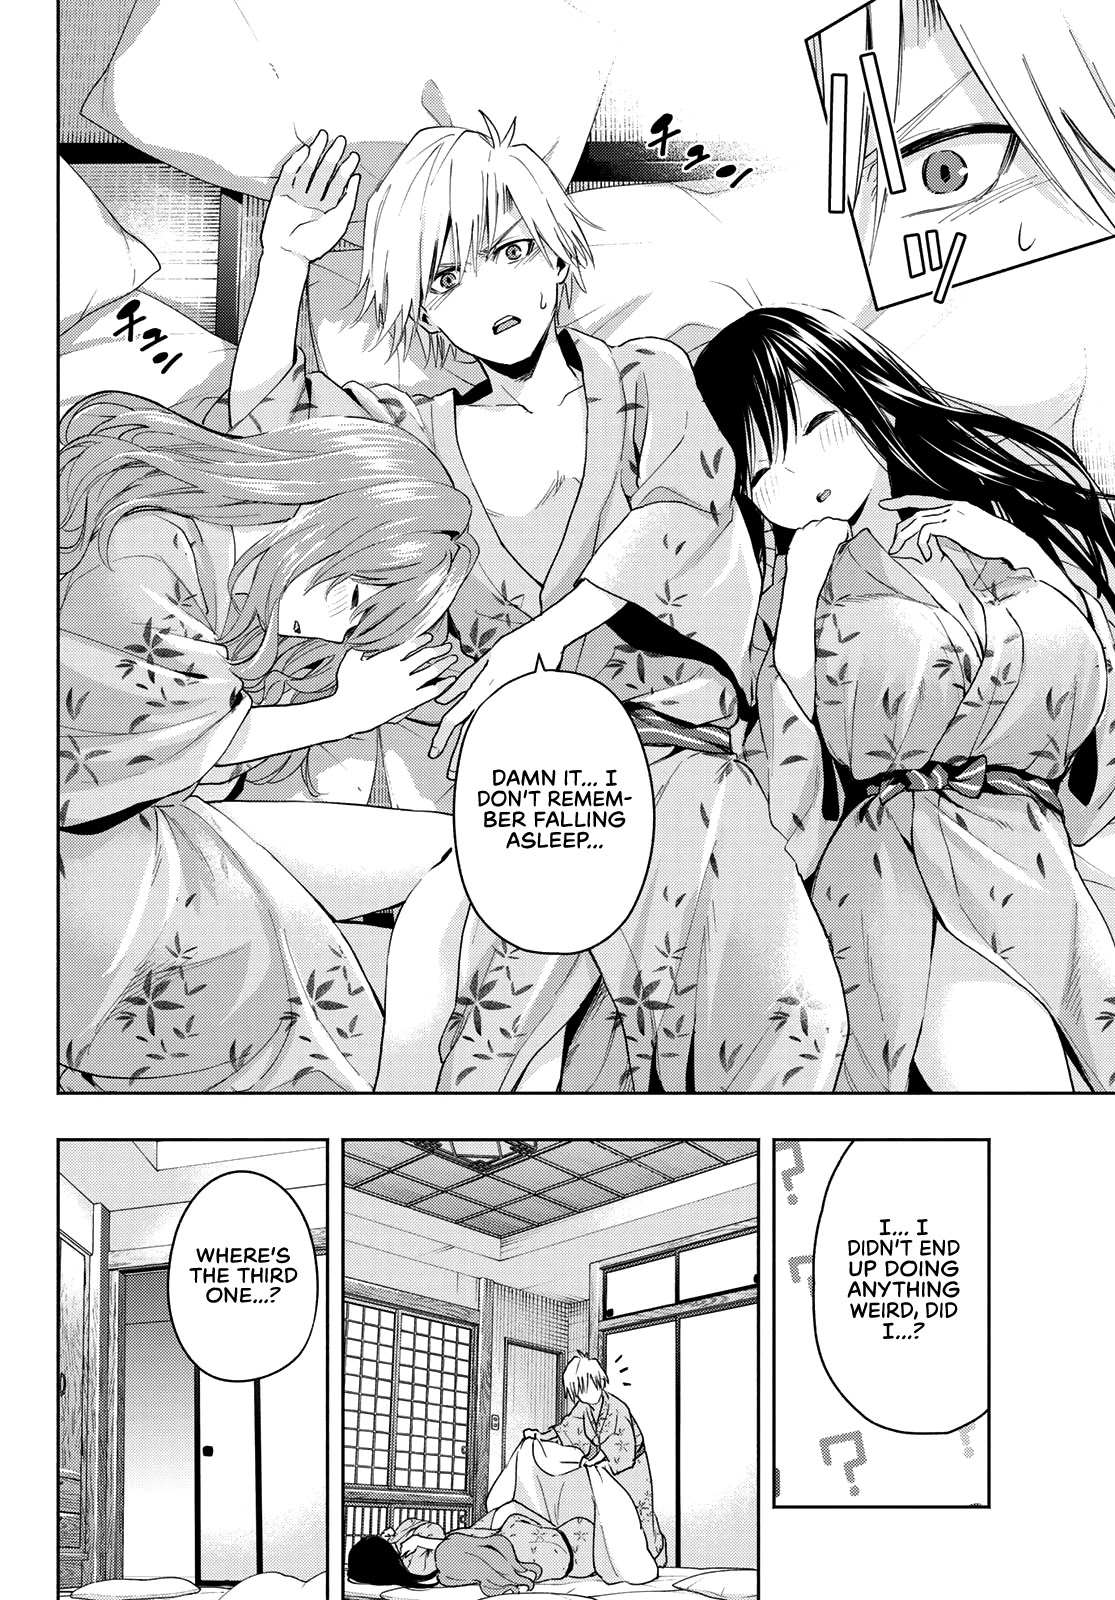 チュン
チュン
DAMN IT... I
DON'T REMEM-
BER FALLING
ASLEEP...
I... I
DIDN'T END
UP DOING
ANYTHING
WEIRD, DID
I...?
?
?
?
WHERE'S
THE THIRD
ONE...?